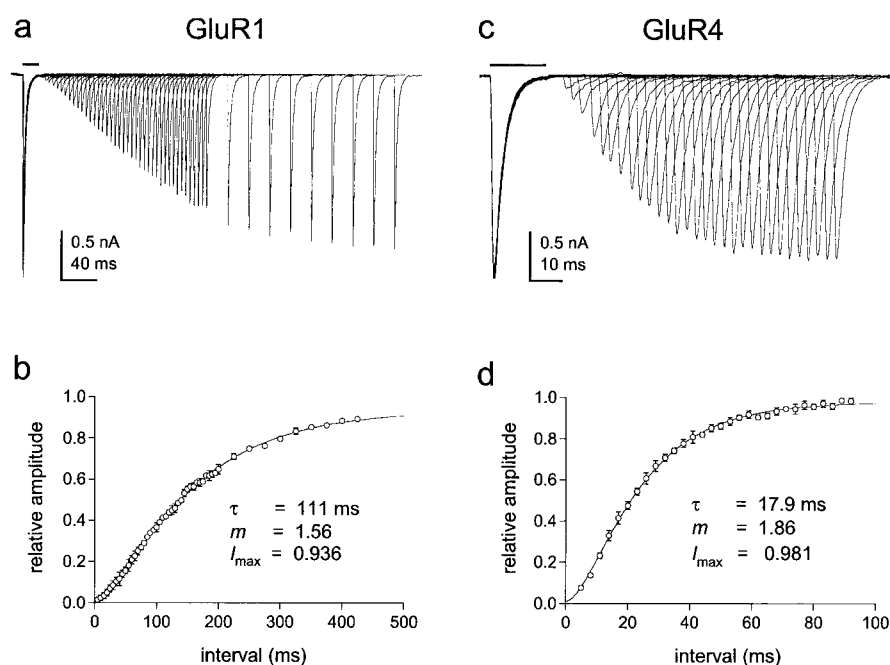 a
GluR1
0.5 nA
40 ms
c
GluR4
0.5 nA
10 ms
b
relative amplitude
1.0
0.8
0.6
0.4
0.2
0.0
τ = 111 ms
m = 1.56
Imax = 0.936
0 100 200 300 400 500
interval (ms)
d
relative amplitude
1.0
0.8
0.6
0.4
0.2
0.0
τ = 17.9 ms
m = 1.86
Imax = 0.981
0 20 40 60 80 100
interval (ms)